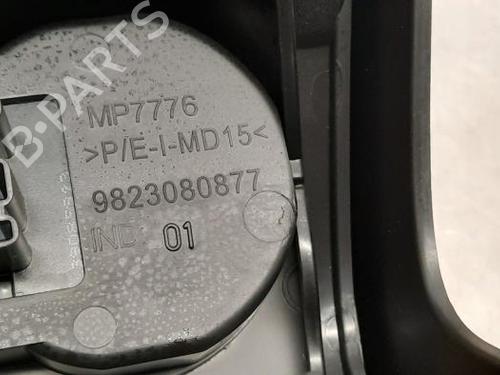 B-PARTS
MP7776
>P/E-I-MD15<
9823080877
IND 01